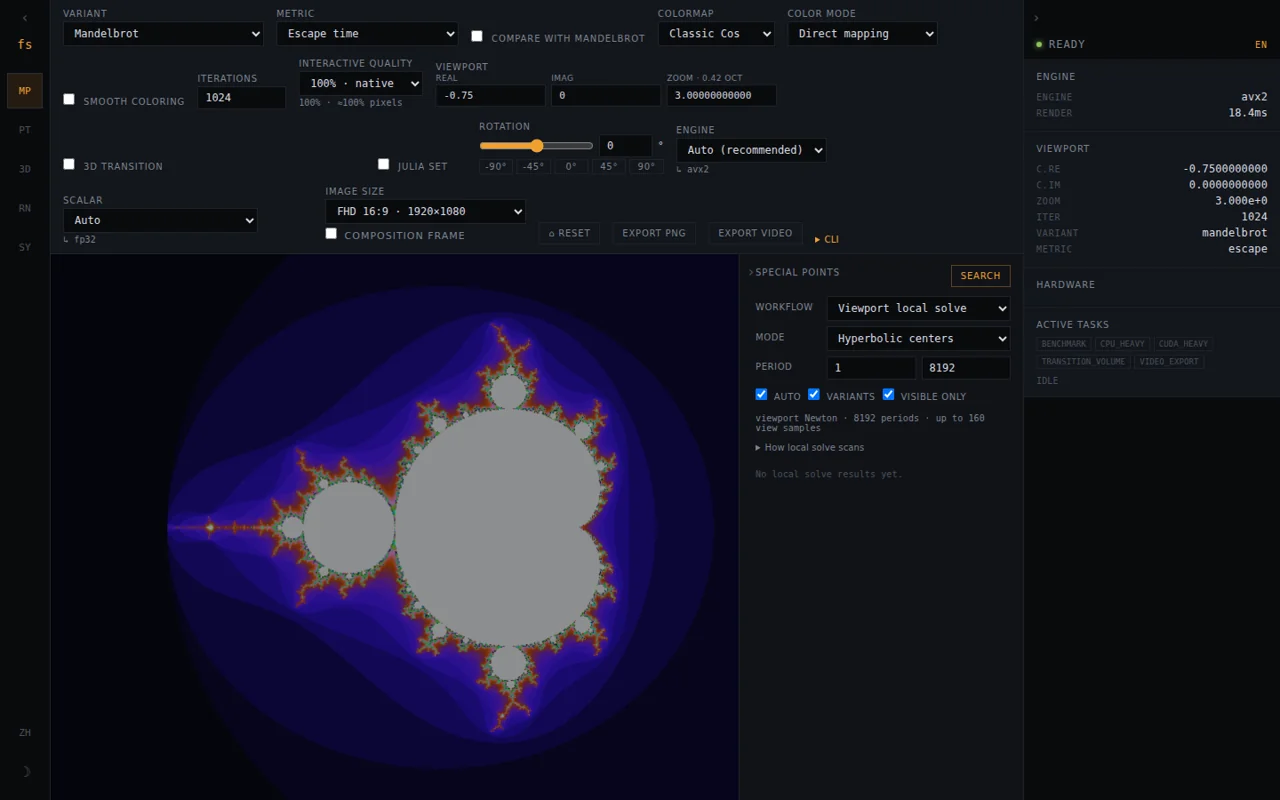 ‹
fs
MP
PT
3D
RN
SY
ZH
VARIANT
Mandelbrot
METRIC
Escape time
COMPARE WITH MANDELBROT
COLORMAP
Classic Cos
COLOR MODE
Direct mapping
SMOOTH COLORING
ITERATIONS
1024
INTERACTIVE QUALITY
100% · native
100% · ≈100% pixels
VIEWPORT
REAL
-0.75
IMAG
0
ZOOM · 0.42 OCT
3.00000000000
3D TRANSITION
JULIA SET
ROTATION
0 °
-90° -45° 0° 45° 90°
ENGINE
Auto (recommended)
↳ avx2
SCALAR
Auto
↳ fp32
IMAGE SIZE
FHD 16:9 · 1920×1080
COMPOSITION FRAME
⌂ RESET
EXPORT PNG
EXPORT VIDEO
▸ CLI
› SPECIAL POINTS
SEARCH
WORKFLOW
Viewport local solve
MODE
Hyperbolic centers
PERIOD
1
8192
AUTO
VARIANTS
VISIBLE ONLY
viewport Newton · 8192 periods · up to 160
view samples
▸ How local solve scans
No local solve results yet.
›
READY
EN
ENGINE
ENGINE avx2
RENDER 18.4ms
VIEWPORT
C.RE -0.7500000000
C.IM 0.0000000000
ZOOM 3.000e+0
ITER 1024
VARIANT mandelbrot
METRIC escape
HARDWARE
ACTIVE TASKS
BENCHMARK CPU_HEAVY CUDA_HEAVY
TRANSITION_VOLUME VIDEO_EXPORT
IDLE